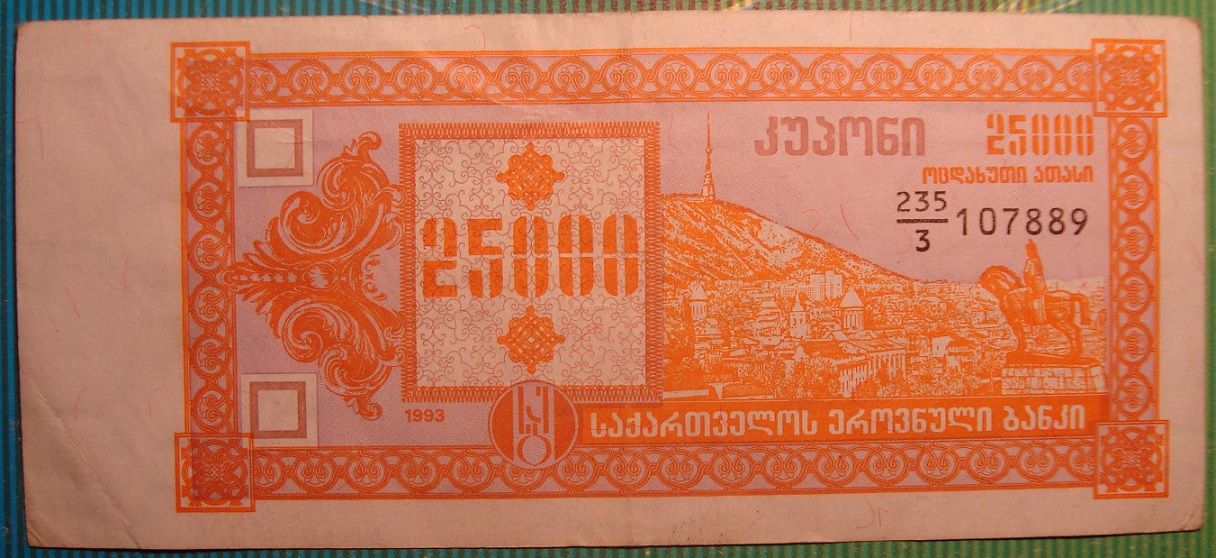 კუპონი 25000
ოცდახუთი ათასი
235/3 107889
25000
1993
საქართველოს ეროვნული ბანკი